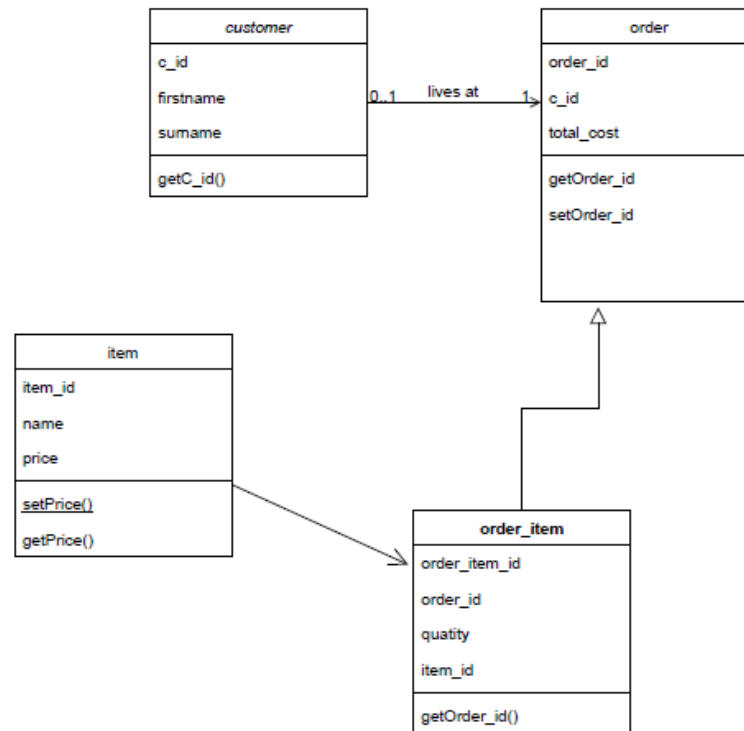 customer
c_id
firstname
surname
getC_id()
0..1
lives at
1
order
order_id
c_id
total_cost
getOrder_id
setOrder_id
item
item_id
name
price
setPrice()
getPrice()
order_item
order_item_id
order_id
quatity
item_id
getOrder_id()